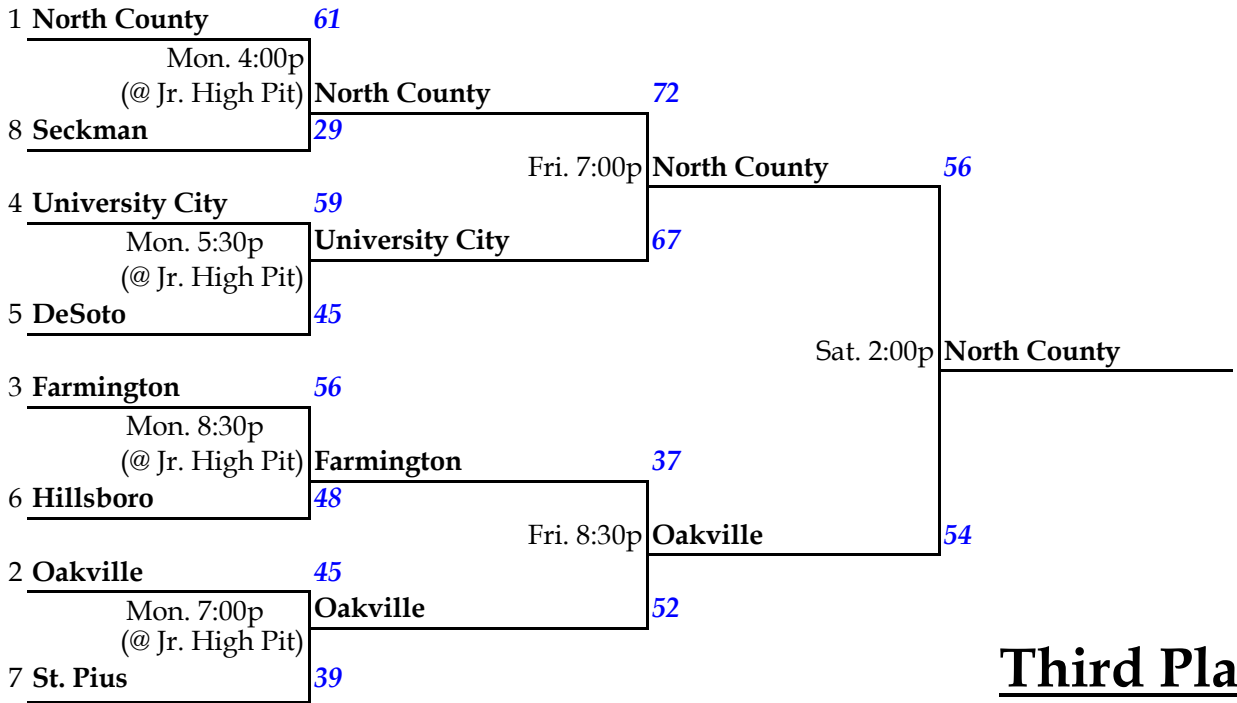 1 North County 61
Mon. 4:00p
(@ Jr. High Pit) North County 72
8 Seckman 29
Fri. 7:00p North County 56
4 University City 59
Mon. 5:30p University City 67
(@ Jr. High Pit)
5 DeSoto 45
Sat. 2:00p North County
3 Farmington 56
Mon. 8:30p
(@ Jr. High Pit) Farmington 37
6 Hillsboro 48
Fri. 8:30p Oakville 54
2 Oakville 45
Mon. 7:00p Oakville 52
(@ Jr. High Pit)
7 St. Pius 39
Third Pla